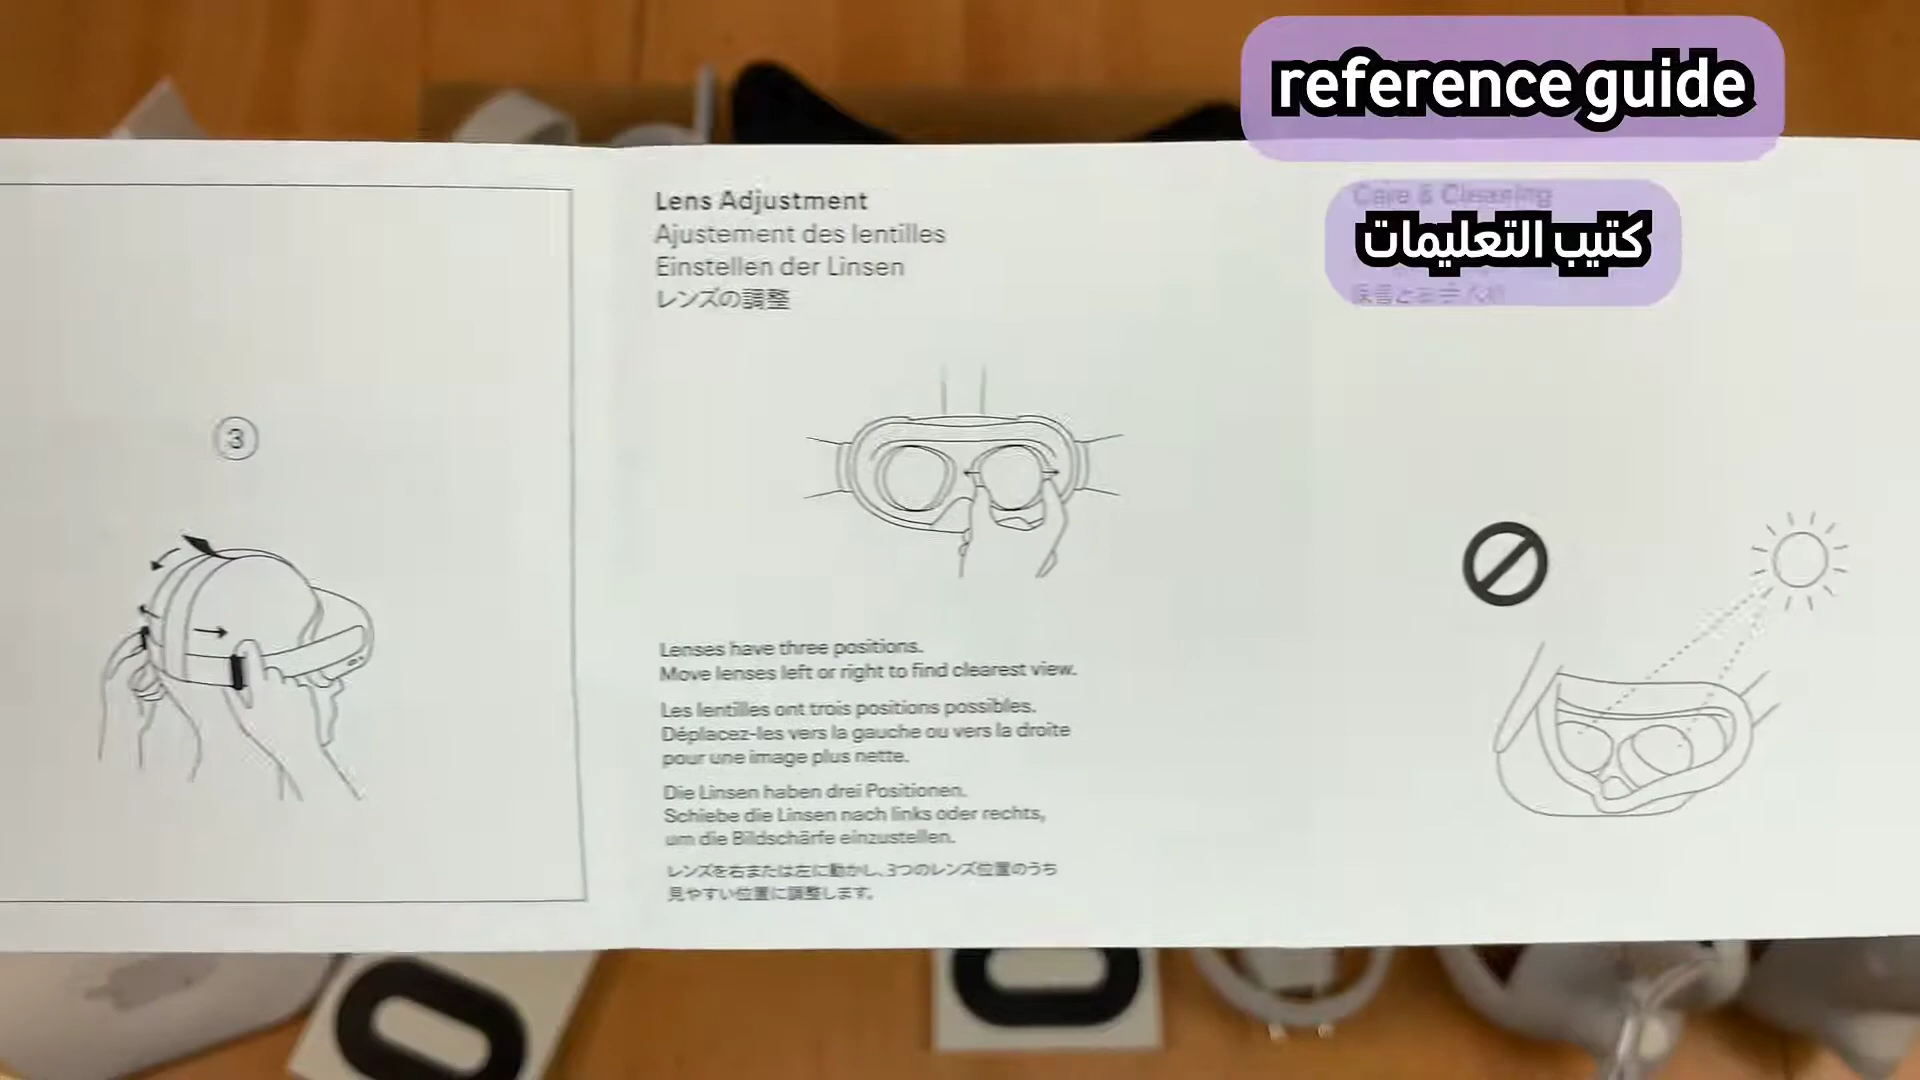 reference guide
كتيب التعليمات
3
Lens Adjustment
Ajustement des lentilles
Einstellen der Linsen
レンズの調整
Lenses have three positions.
Move lenses left or right to find clearest view.
Les lentilles ont trois positions possibles.
Déplacez-les vers la gauche ou vers la droite
pour une image plus nette.
Die Linsen haben drei Positionen.
Schiebe die Linsen nach links oder rechts,
um die Bildschärfe einzustellen.
レンズを右または左に動かし、3つのレンズ位置のうち
見やすい位置に調整します。
Care & Cleaning